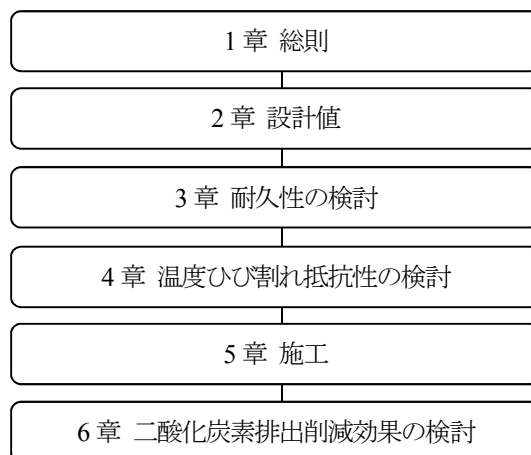 1 章 総則
2 章 設計値
3 章 耐久性の検討
4 章 温度ひび割れ抵抗性の検討
5 章 施工
6 章 二酸化炭素排出削減効果の検討